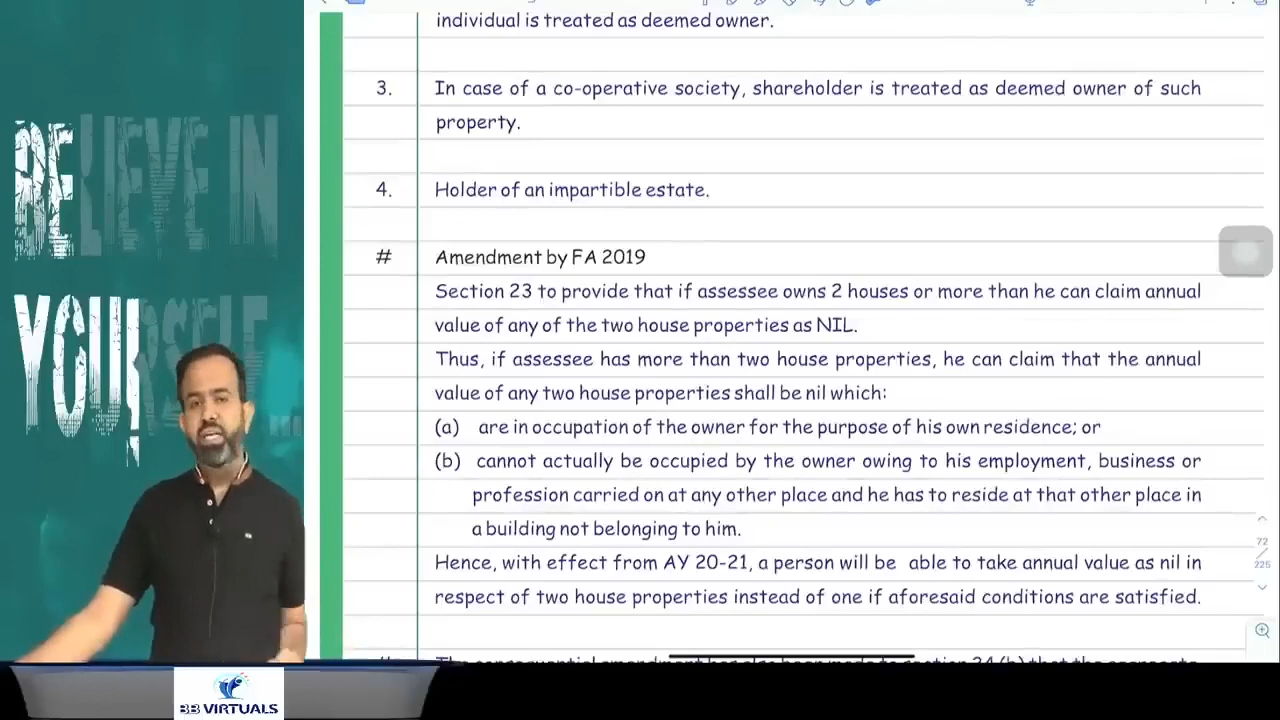 BELIEVE IN
YOURSELF...
individual is treated as deemed owner.
3. In case of a co-operative society, shareholder is treated as deemed owner of such
property.
4. Holder of an impartible estate.
# Amendment by FA 2019
Section 23 to provide that if assessee owns 2 houses or more than he can claim annual
value of any of the two house properties as NIL.
Thus, if assessee has more than two house properties, he can claim that the annual
value of any two house properties shall be nil which:
(a) are in occupation of the owner for the purpose of his own residence; or
(b) cannot actually be occupied by the owner owing to his employment, business or
profession carried on at any other place and he has to reside at that other place in
a building not belonging to him.
Hence, with effect from AY 20-21, a person will be able to take annual value as nil in
respect of two house properties instead of one if aforesaid conditions are satisfied.
72
225
BB VIRTUALS